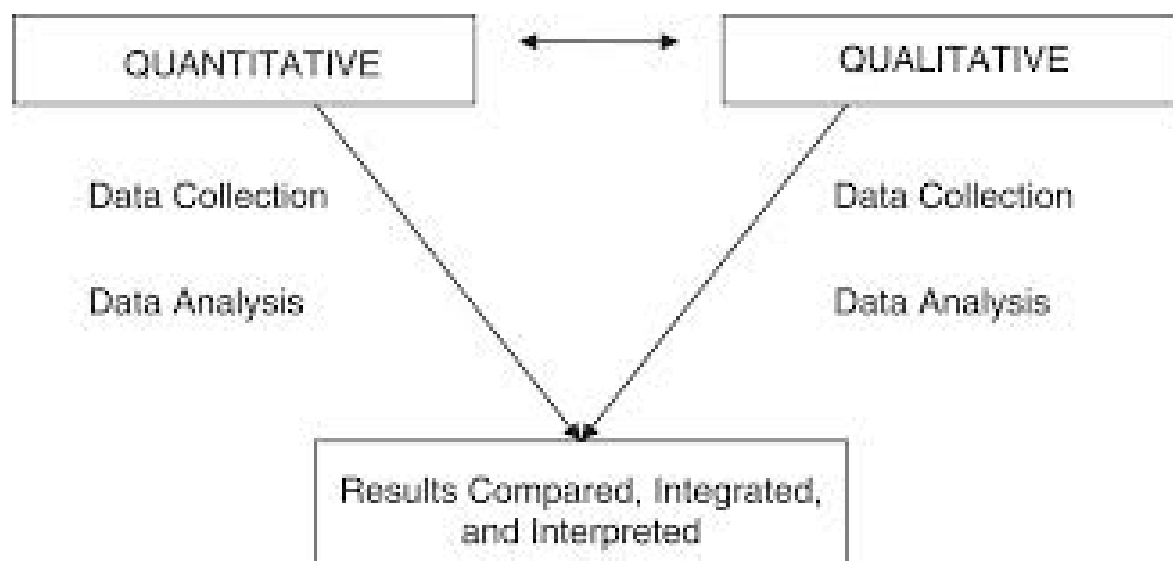 QUANTITATIVE
QUALITATIVE
Data Collection
Data Collection
Data Analysis
Data Analysis
Results Compared, Integrated,
and Interpreted